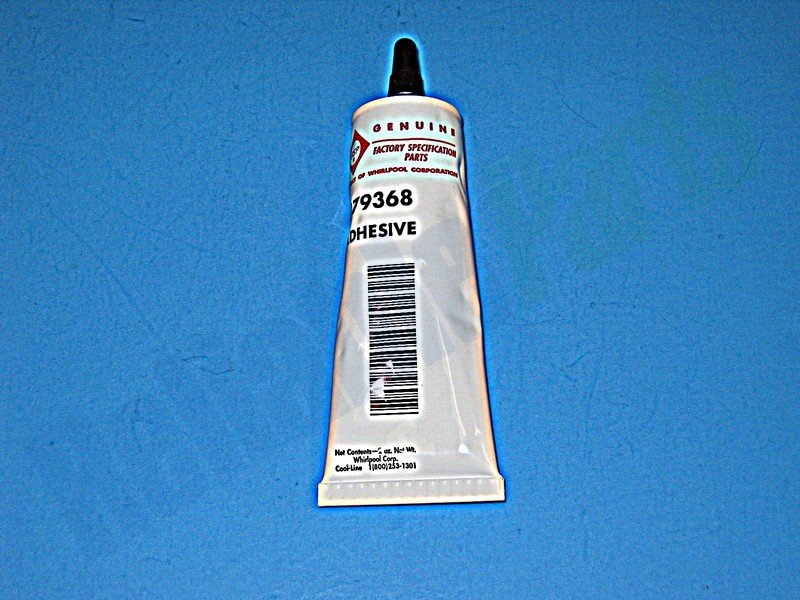 GENUINE
FACTORY SPECIFICATION
PARTS
OF WHIRLPOOL CORPORATION
79368
DHESIVE
Net Contents— oz. Net Wt.
Whirlpool Corp.
Cool-Line 1(800)253-1301